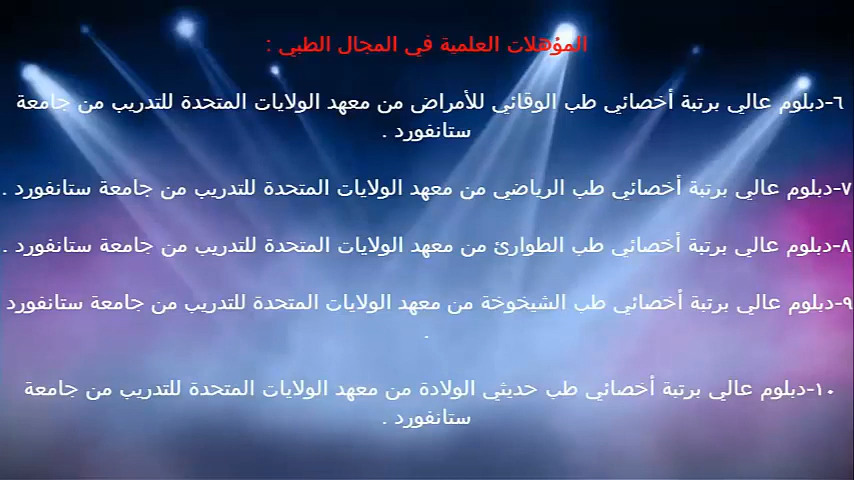 المؤهلات العلمية في المجال الطبي :
٦-دبلوم عالي برتبة أخصائي طب الوقائي للأمراض من معهد الولايات المتحدة للتدريب من جامعة
ستانفورد .
٧-دبلوم عالي برتبة أخصائي طب الرياضي من معهد الولايات المتحدة للتدريب من جامعة ستانفورد .
٨-دبلوم عالي برتبة أخصائي طب الطوارئ من معهد الولايات المتحدة للتدريب من جامعة ستانفورد .
٩-دبلوم عالي برتبة أخصائي طب الشيخوخة من معهد الولايات المتحدة للتدريب من جامعة ستانفورد
.
١٠-دبلوم عالي برتبة أخصائي طب حديثي الولادة من معهد الولايات المتحدة للتدريب من جامعة
ستانفورد .